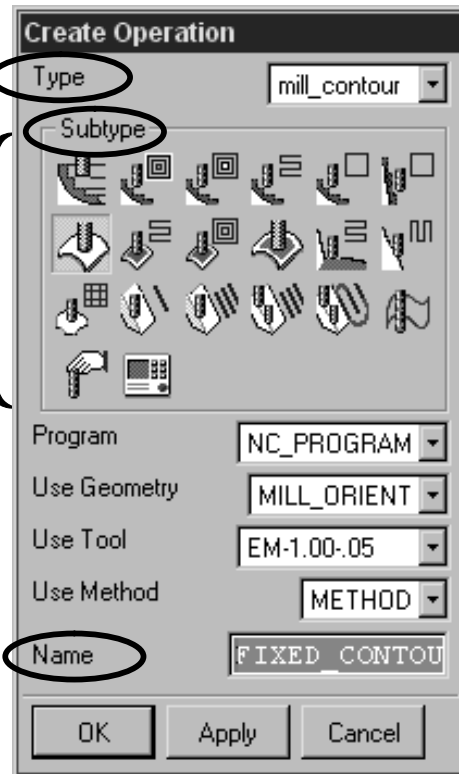 Create Operation
Type mill_contour
Subtype
Program NC_PROGRAM
Use Geometry MILL_ORIENT
Use Tool EM-1.00-.05
Use Method METHOD
Name FIXED_CONTOU
OK Apply Cancel